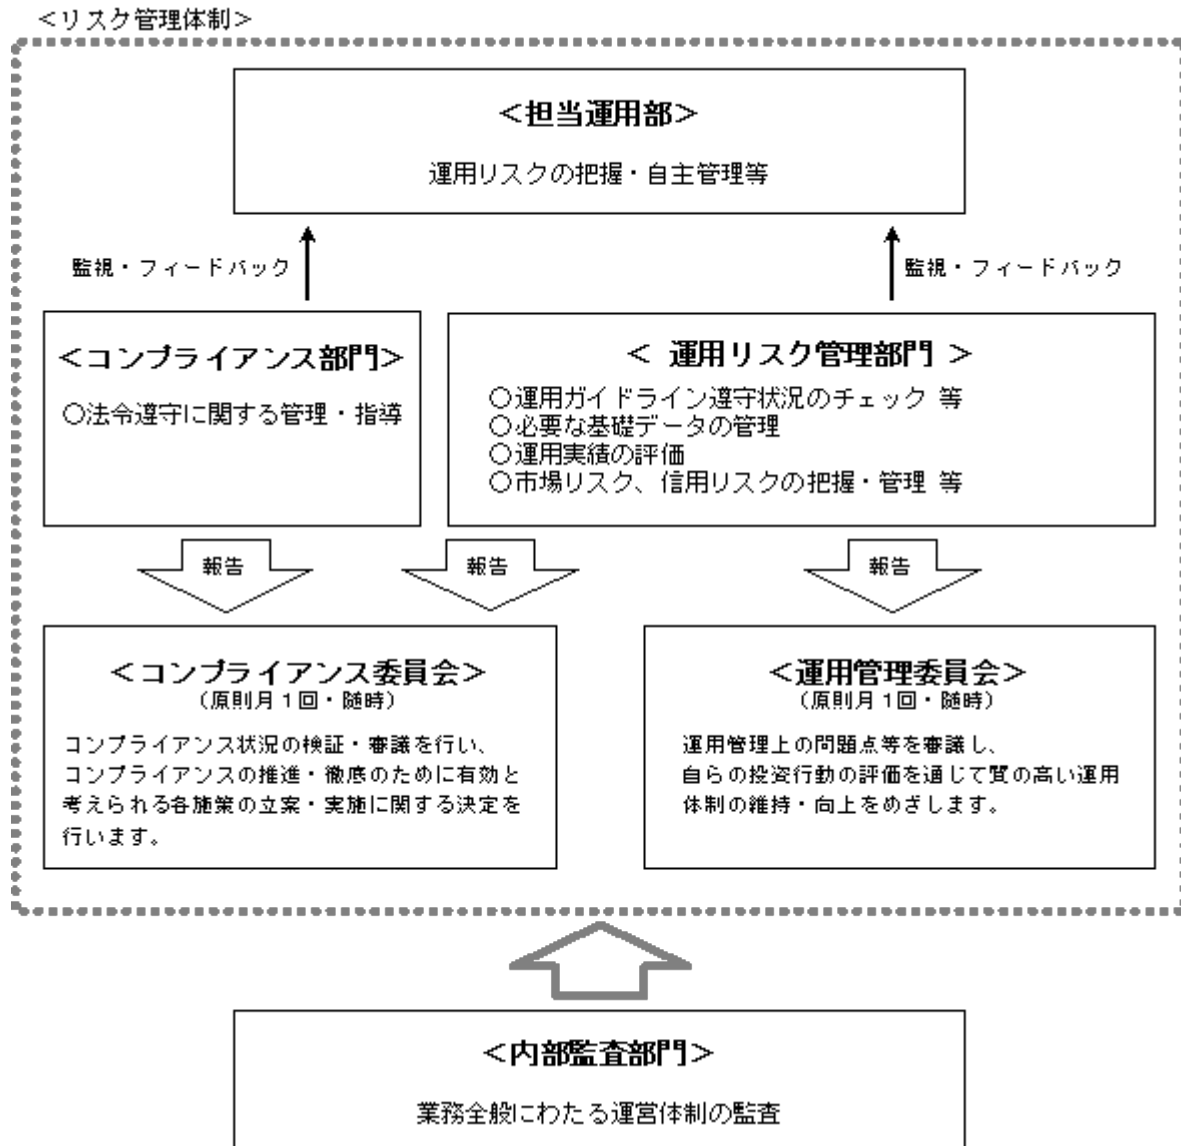 ＜リスク管理体制＞
＜担当運用部＞
運用リスクの把握・自主管理等
監視・フィードバック
監視・フィードバック
＜コンプライアンス部門＞
○法令遵守に関する管理・指導
＜ 運用リスク管理部門 ＞
○運用ガイドライン遵守状況のチェック 等
○必要な基礎データの管理
○運用実績の評価
○市場リスク、信用リスクの把握・管理 等
報告
報告
報告
＜コンプライアンス委員会＞
（原則月１回・随時）
コンプライアンス状況の検証・審議を行い、
コンプライアンスの推進・徹底のために有効と
考えられる各施策の立案・実施に関する決定を
行います。
＜運用管理委員会＞
（原則月１回・随時）
運用管理上の問題点等を審議し、
自らの投資行動の評価を通じて質の高い運用
体制の維持・向上をめざします。
＜内部監査部門＞
業務全般にわたる運営体制の監査